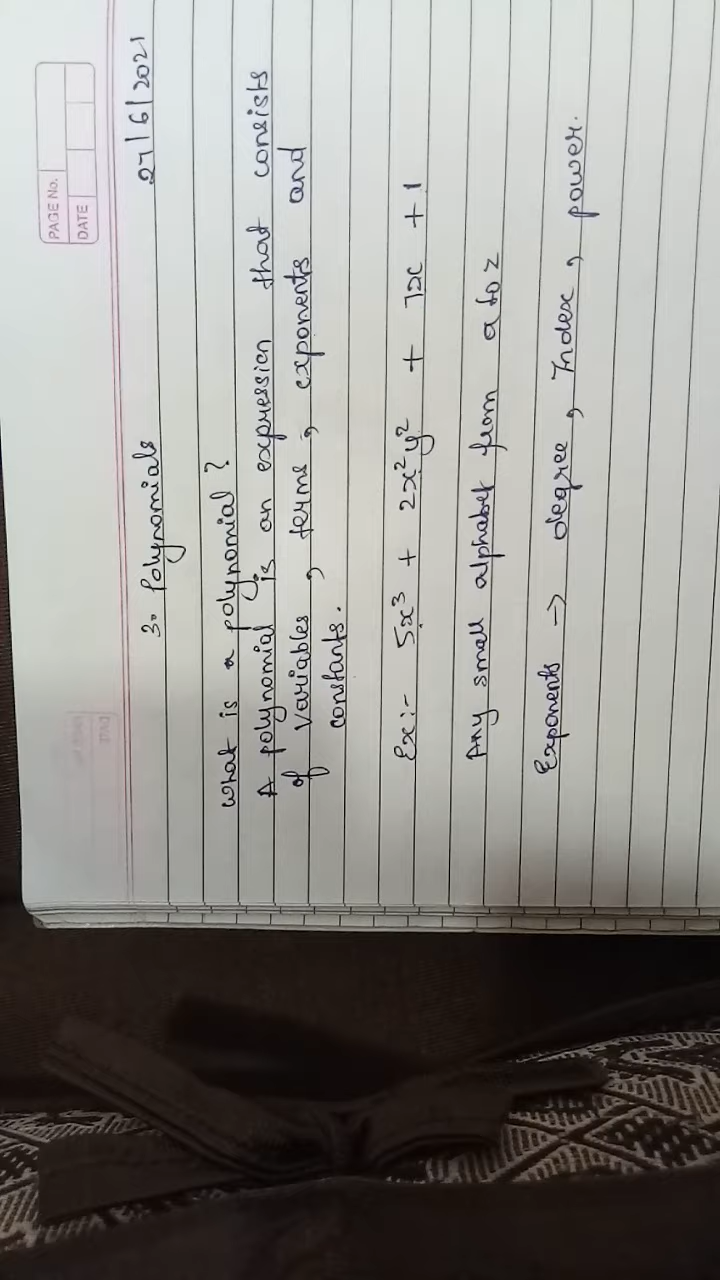 PAGE No.
DATE
27/6/2021
3. Polynomials
What is a polynomial?
A polynomial is an expression that consists
of variables, terms, exponents and
constants.
Ex:- 5x³ + 2x²y² + 7x + 1
Any small alphabet from a to z
Exponents → degree, Index, power.